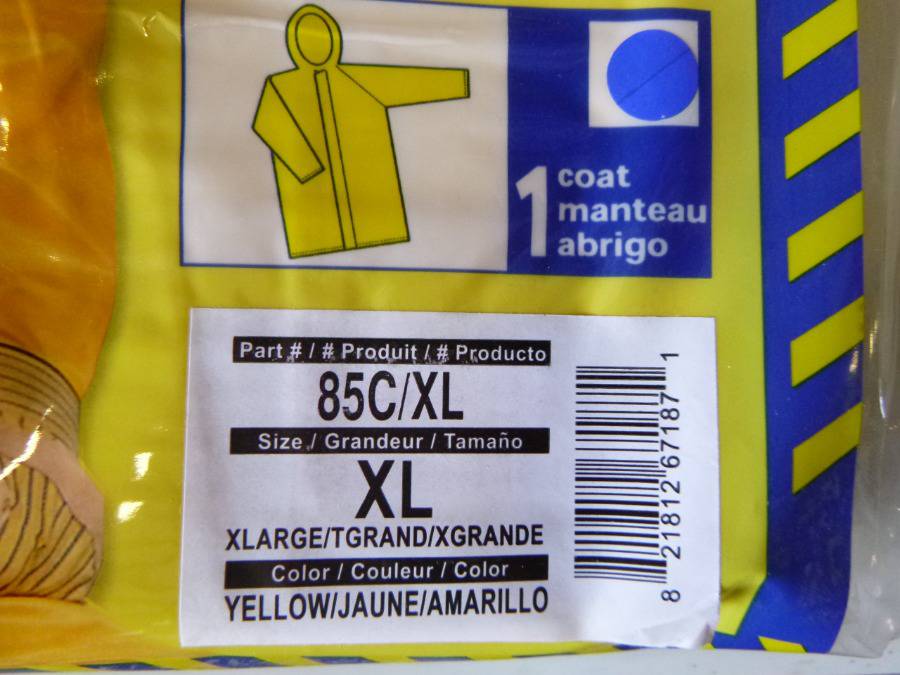 1 coat
manteau
abrigo
Part # / # Produit / # Producto
85C/XL
Size / Grandeur / Tamaño
XL
XLARGE/TGRAND/XGRANDE
Color / Couleur / Color
YELLOW/JAUNE/AMARILLO
8 21812 67187 1